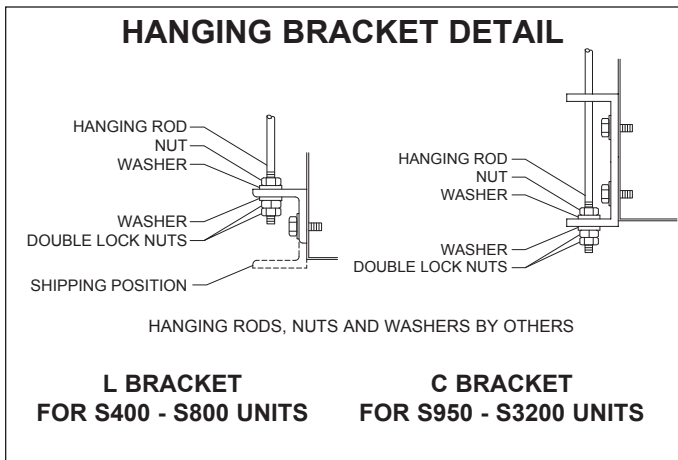 HANGING BRACKET DETAIL
HANGING ROD
NUT
WASHER
WASHER
DOUBLE LOCK NUTS
SHIPPING POSITION
HANGING ROD
NUT
WASHER
WASHER
DOUBLE LOCK NUTS
HANGING RODS, NUTS AND WASHERS BY OTHERS
L BRACKET
FOR S400 - S800 UNITS
C BRACKET
FOR S950 - S3200 UNITS